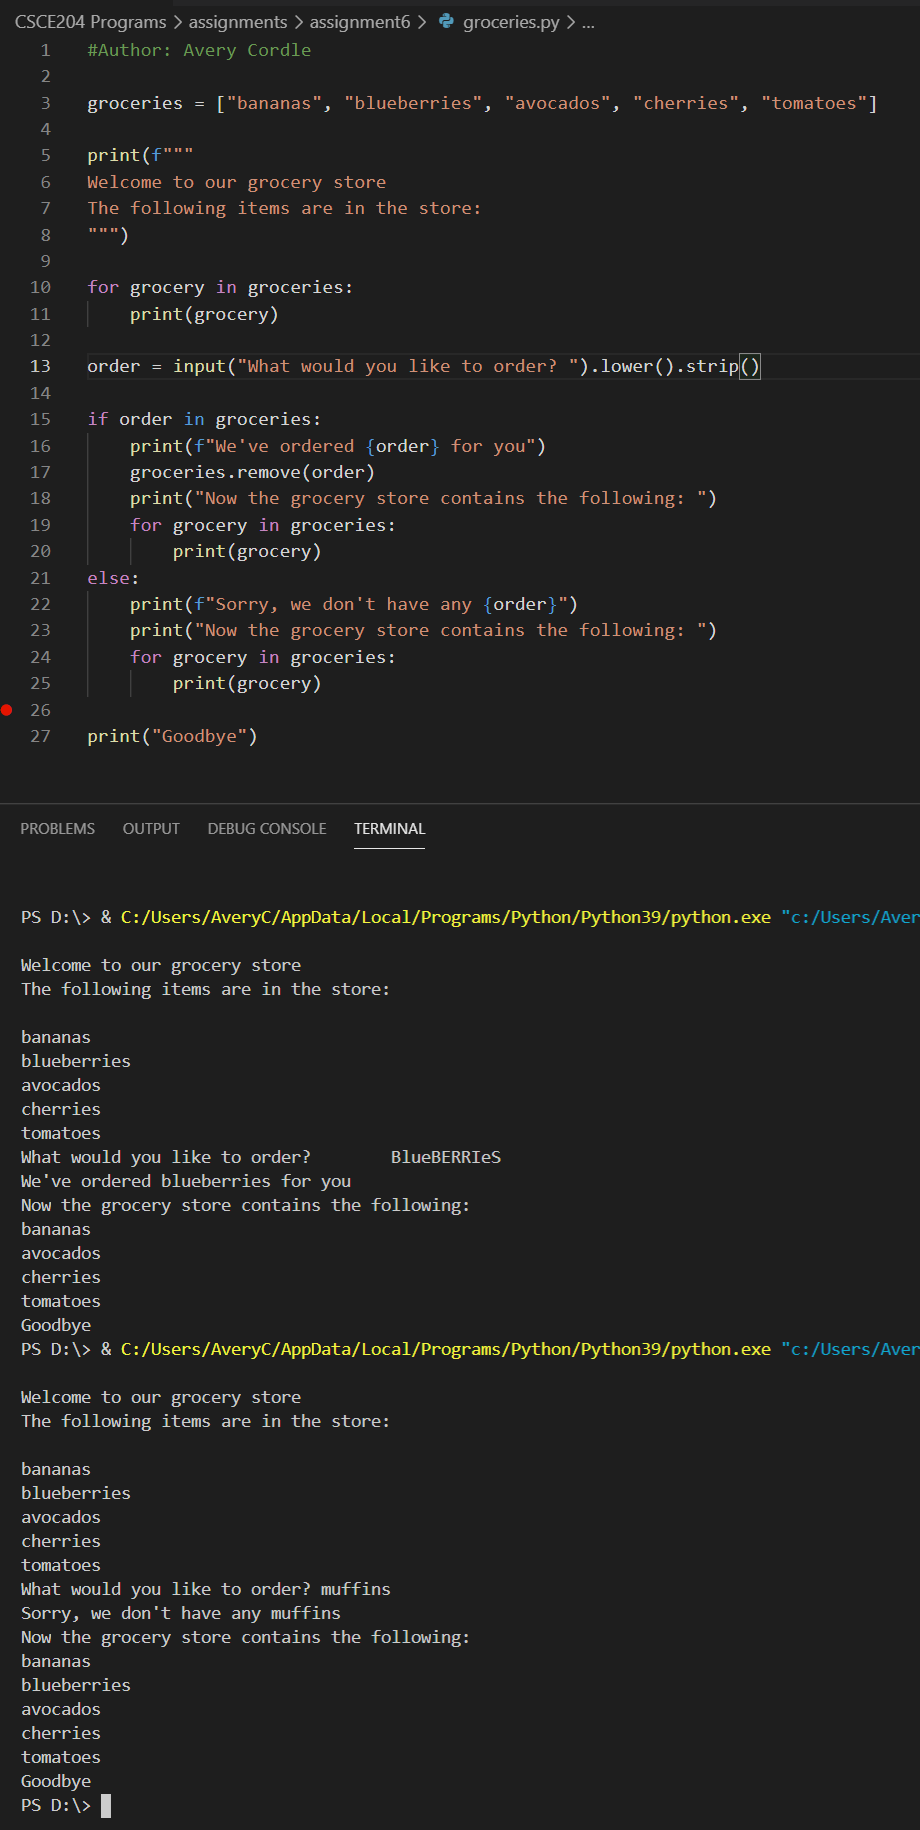 CSCE204 Programs > assignments > assignment6 > groceries.py > ...
1 #Author: Avery Cordle
2
3 groceries = ["bananas", "blueberries", "avocados", "cherries", "tomatoes"]
4
5 print(f"""
6 Welcome to our grocery store
7 The following items are in the store:
8 """)
9
10 for grocery in groceries:
11     print(grocery)
12
13 order = input("What would you like to order? ").lower().strip()
14
15 if order in groceries:
16     print(f"We've ordered {order} for you")
17     groceries.remove(order)
18     print("Now the grocery store contains the following: ")
19     for grocery in groceries:
20         print(grocery)
21 else:
22     print(f"Sorry, we don't have any {order}")
23     print("Now the grocery store contains the following: ")
24     for grocery in groceries:
25         print(grocery)
26
27 print("Goodbye")
PROBLEMS OUTPUT DEBUG CONSOLE TERMINAL
PS D:\> & C:/Users/AveryC/AppData/Local/Programs/Python/Python39/python.exe "c:/Users/Aver
Welcome to our grocery store
The following items are in the store:
bananas
blueberries
avocados
cherries
tomatoes
What would you like to order?        BlueBERRIeS
We've ordered blueberries for you
Now the grocery store contains the following:
bananas
avocados
cherries
tomatoes
Goodbye
PS D:\> & C:/Users/AveryC/AppData/Local/Programs/Python/Python39/python.exe "c:/Users/Aver
Welcome to our grocery store
The following items are in the store:
bananas
blueberries
avocados
cherries
tomatoes
What would you like to order? muffins
Sorry, we don't have any muffins
Now the grocery store contains the following:
bananas
blueberries
avocados
cherries
tomatoes
Goodbye
PS D:\>